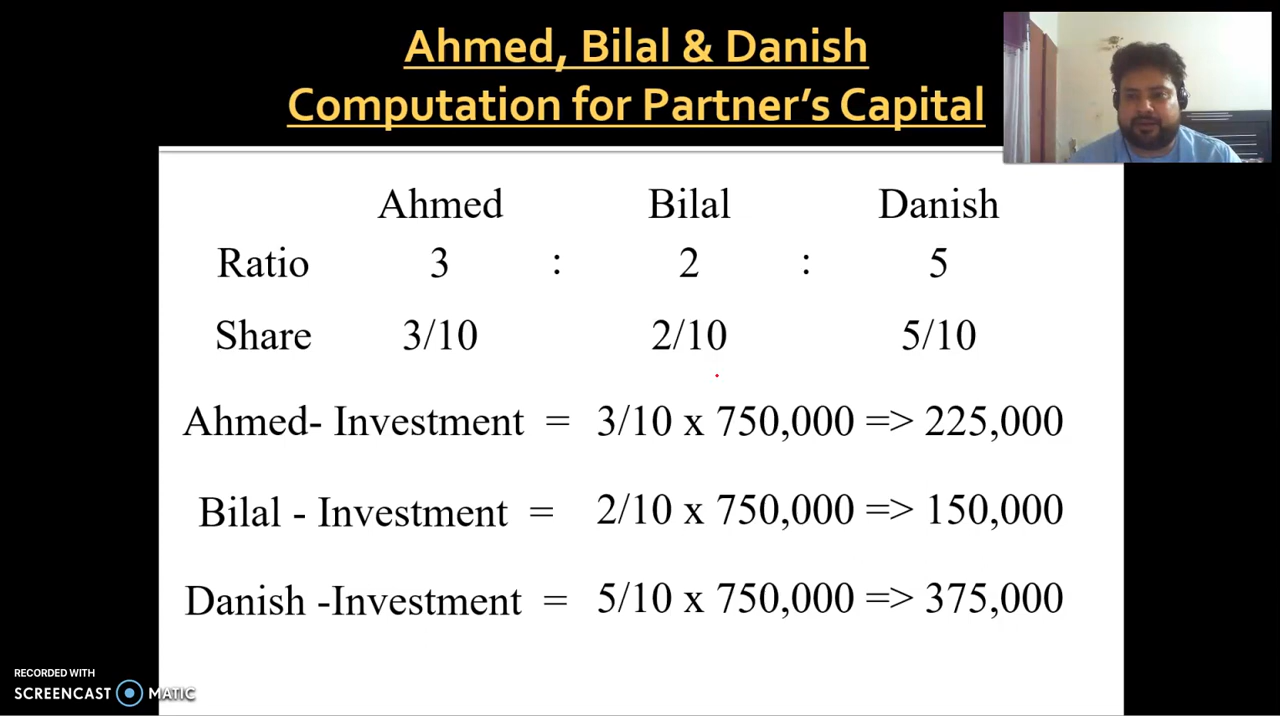 Ahmed, Bilal & Danish
Computation for Partner's Capital
Ahmed Bilal Danish
Ratio 3 : 2 : 5
Share 3/10 2/10 5/10
Ahmed- Investment = 3/10 x 750,000 => 225,000
Bilal - Investment = 2/10 x 750,000 => 150,000
Danish -Investment = 5/10 x 750,000 => 375,000
RECORDED WITH
SCREENCAST MATIC